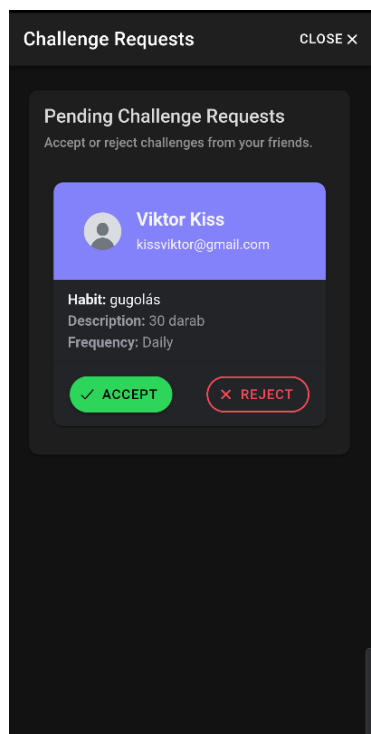 Challenge Requests CLOSE
Pending Challenge Requests
Accept or reject challenges from your friends.
Viktor Kiss
kissviktor@gmail.com
Habit: gugolás
Description: 30 darab
Frequency: Daily
ACCEPT REJECT